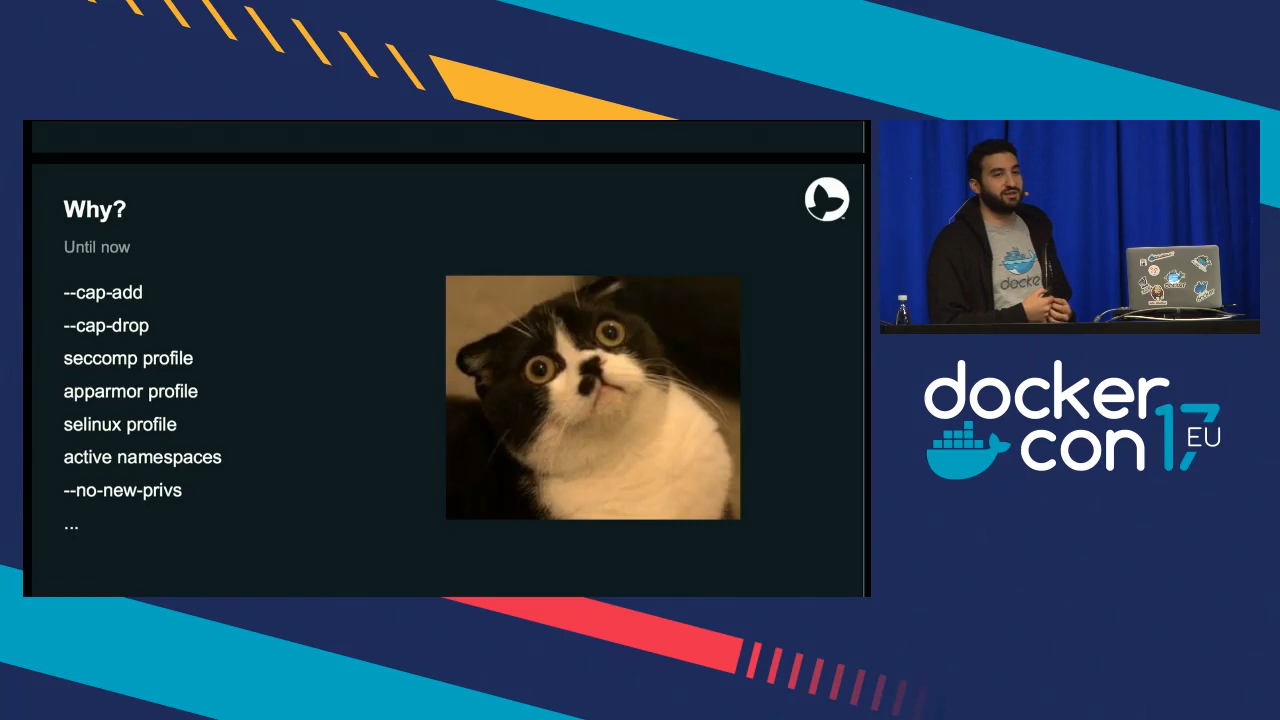 Why?
Until now
--cap-add
--cap-drop
seccomp profile
apparmor profile
selinux profile
active namespaces
--no-new-privs
...
docke
docker
con 17 EU